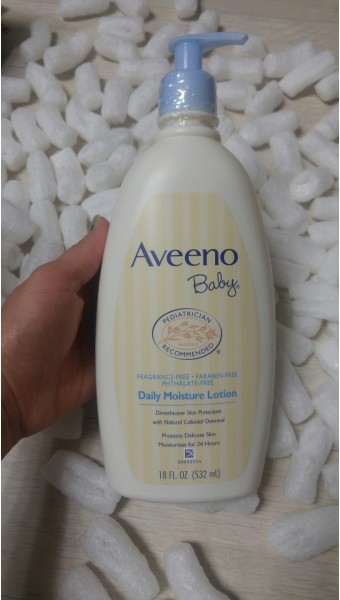 Aveeno
Baby®
PEDIATRICIAN
RECOMMENDED
®
FRAGRANCE-FREE • PARABEN-FREE
PHTHALATE-FREE
Daily Moisture Lotion
Dimethicone Skin Protectant
with Natural Colloidal Oatmeal
Protects Delicate Skin
Moisturizes for 24 Hours
18 FL. OZ. (532 mL)